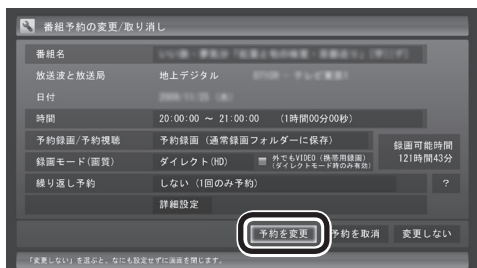 番組予約の変更/取り消し
番組名
放送波と放送局 地上デジタル
日付
時間 20:00:00 ~ 21:00:00 (1時間00分00秒)
予約録画/予約視聴 予約録画 (通常録画フォルダーに保存)
録画可能時間
121時間43分
録画モード(画質) ダイレクト(HD) 外でもVIDEO (携帯用録画)
(ダイレクトモード時のみ有効)
繰り返し予約 しない (1回のみ予約) ?
詳細設定
予約を変更 予約を取消 変更しない
「変更しない」を選ぶと、なにも設定せずに画面を閉じます。